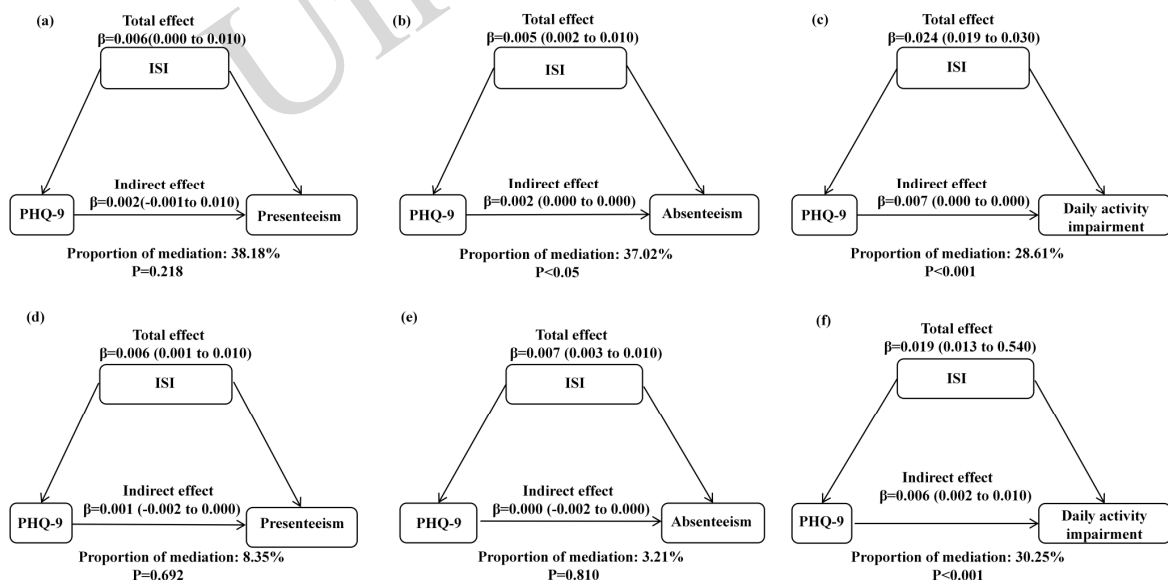 (a)
Total effect
β=0.006(0.000 to 0.010)
ISI
Indirect effect
β=0.002(-0.001to 0.010)
PHQ-9
Presenteeism
Proportion of mediation: 38.18%
P=0.218
(b)
Total effect
β=0.005 (0.002 to 0.010)
ISI
Indirect effect
β=0.002 (0.000 to 0.000)
PHQ-9
Absenteeism
Proportion of mediation: 37.02%
P<0.05
(c)
Total effect
β=0.024 (0.019 to 0.030)
ISI
Indirect effect
β=0.007 (0.000 to 0.000)
PHQ-9
Daily activity
impairment
Proportion of mediation: 28.61%
P<0.001
(d)
Total effect
β=0.006 (0.001 to 0.010)
ISI
Indirect effect
β=0.001 (-0.002 to 0.000)
PHQ-9
Presenteeism
Proportion of mediation: 8.35%
P=0.692
(e)
Total effect
β=0.007 (0.003 to 0.010)
ISI
Indirect effect
β=0.000 (-0.002 to 0.000)
PHQ-9
Absenteeism
Proportion of mediation: 3.21%
P=0.810
(f)
Total effect
β=0.019 (0.013 to 0.540)
ISI
Indirect effect
β=0.006 (0.002 to 0.010)
PHQ-9
Daily activity
impairment
Proportion of mediation: 30.25%
P<0.001